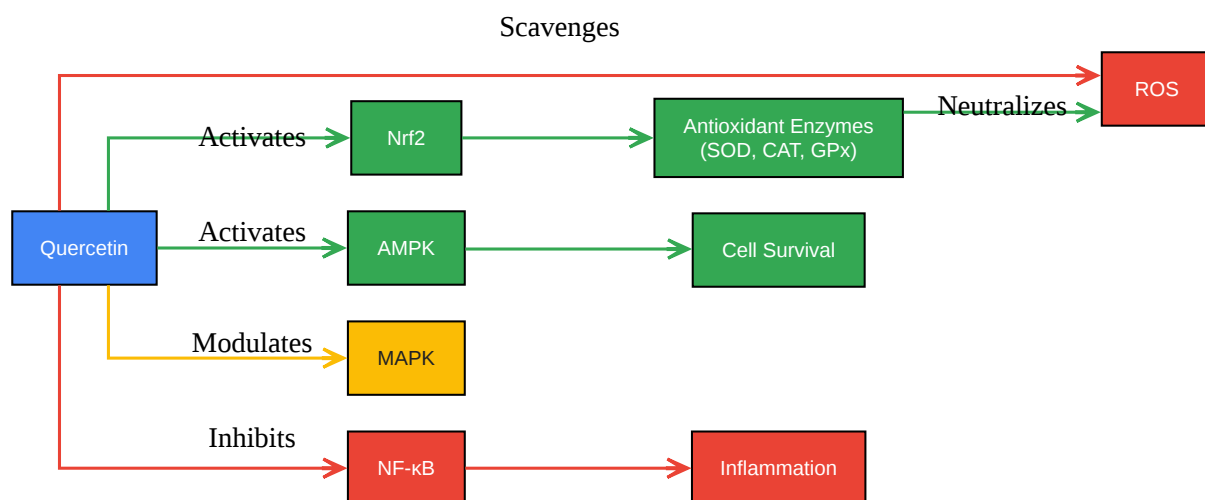 Scavenges
ROS
Activates
Nrf2
Antioxidant Enzymes
(SOD, CAT, GPx)
Neutralizes
Quercetin
Activates
AMPK
Cell Survival
Modulates
MAPK
Inhibits
NF-κB
Inflammation